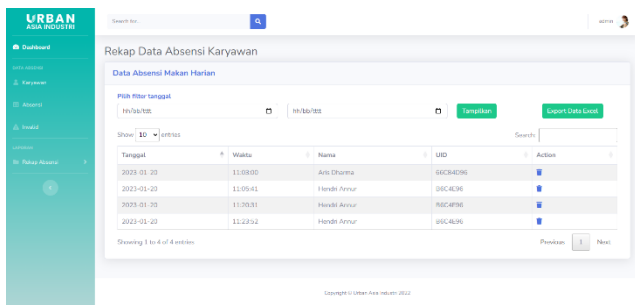 URBAN
ASIA INDUSTRI
Search for...
admin
Dashboard
Karyawan
Absensi
Invalid
Rekap Absensi
Rekap Data Absensi Karyawan
Data Absensi Makan Harian
Pilih filter tanggal
hh/bb/tttt
hh/bb/tttt
Tampilkan
Export Data Excel
Show 10 entries
Search:
Tanggal Waktu Nama UID Action
2023-01-20 11:03:00 Aris Dharma
2023-01-20 11:05:41 Hendri Annur
2023-01-20 11:20:31 Hendri Annur
2023-01-20 11:23:52 Hendri Annur
Showing 1 to 4 of 4 entries
Previous 1 Next
Copyright © Urban Asia Industri 2022